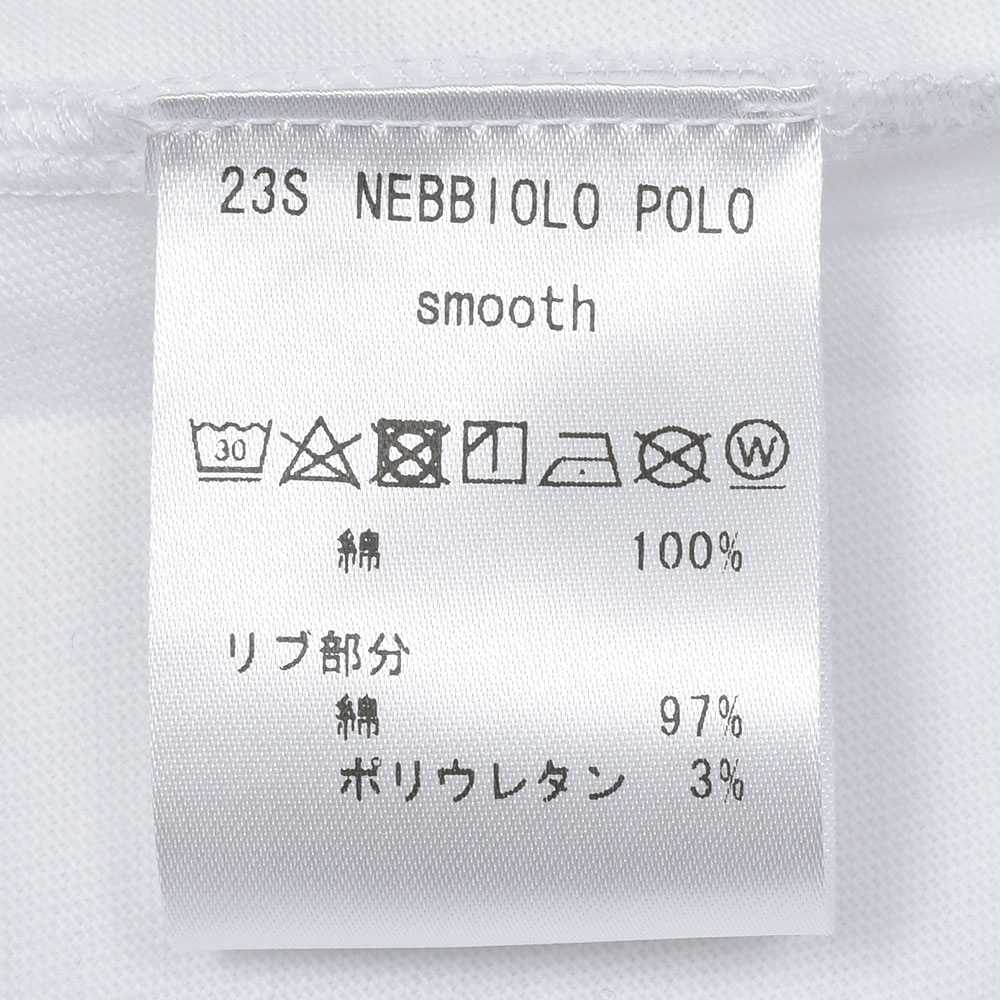 23S NEBBIOLO POLO
smooth
30 W
綿 100%
リブ部分
綿 97%
ポリウレタン 3%